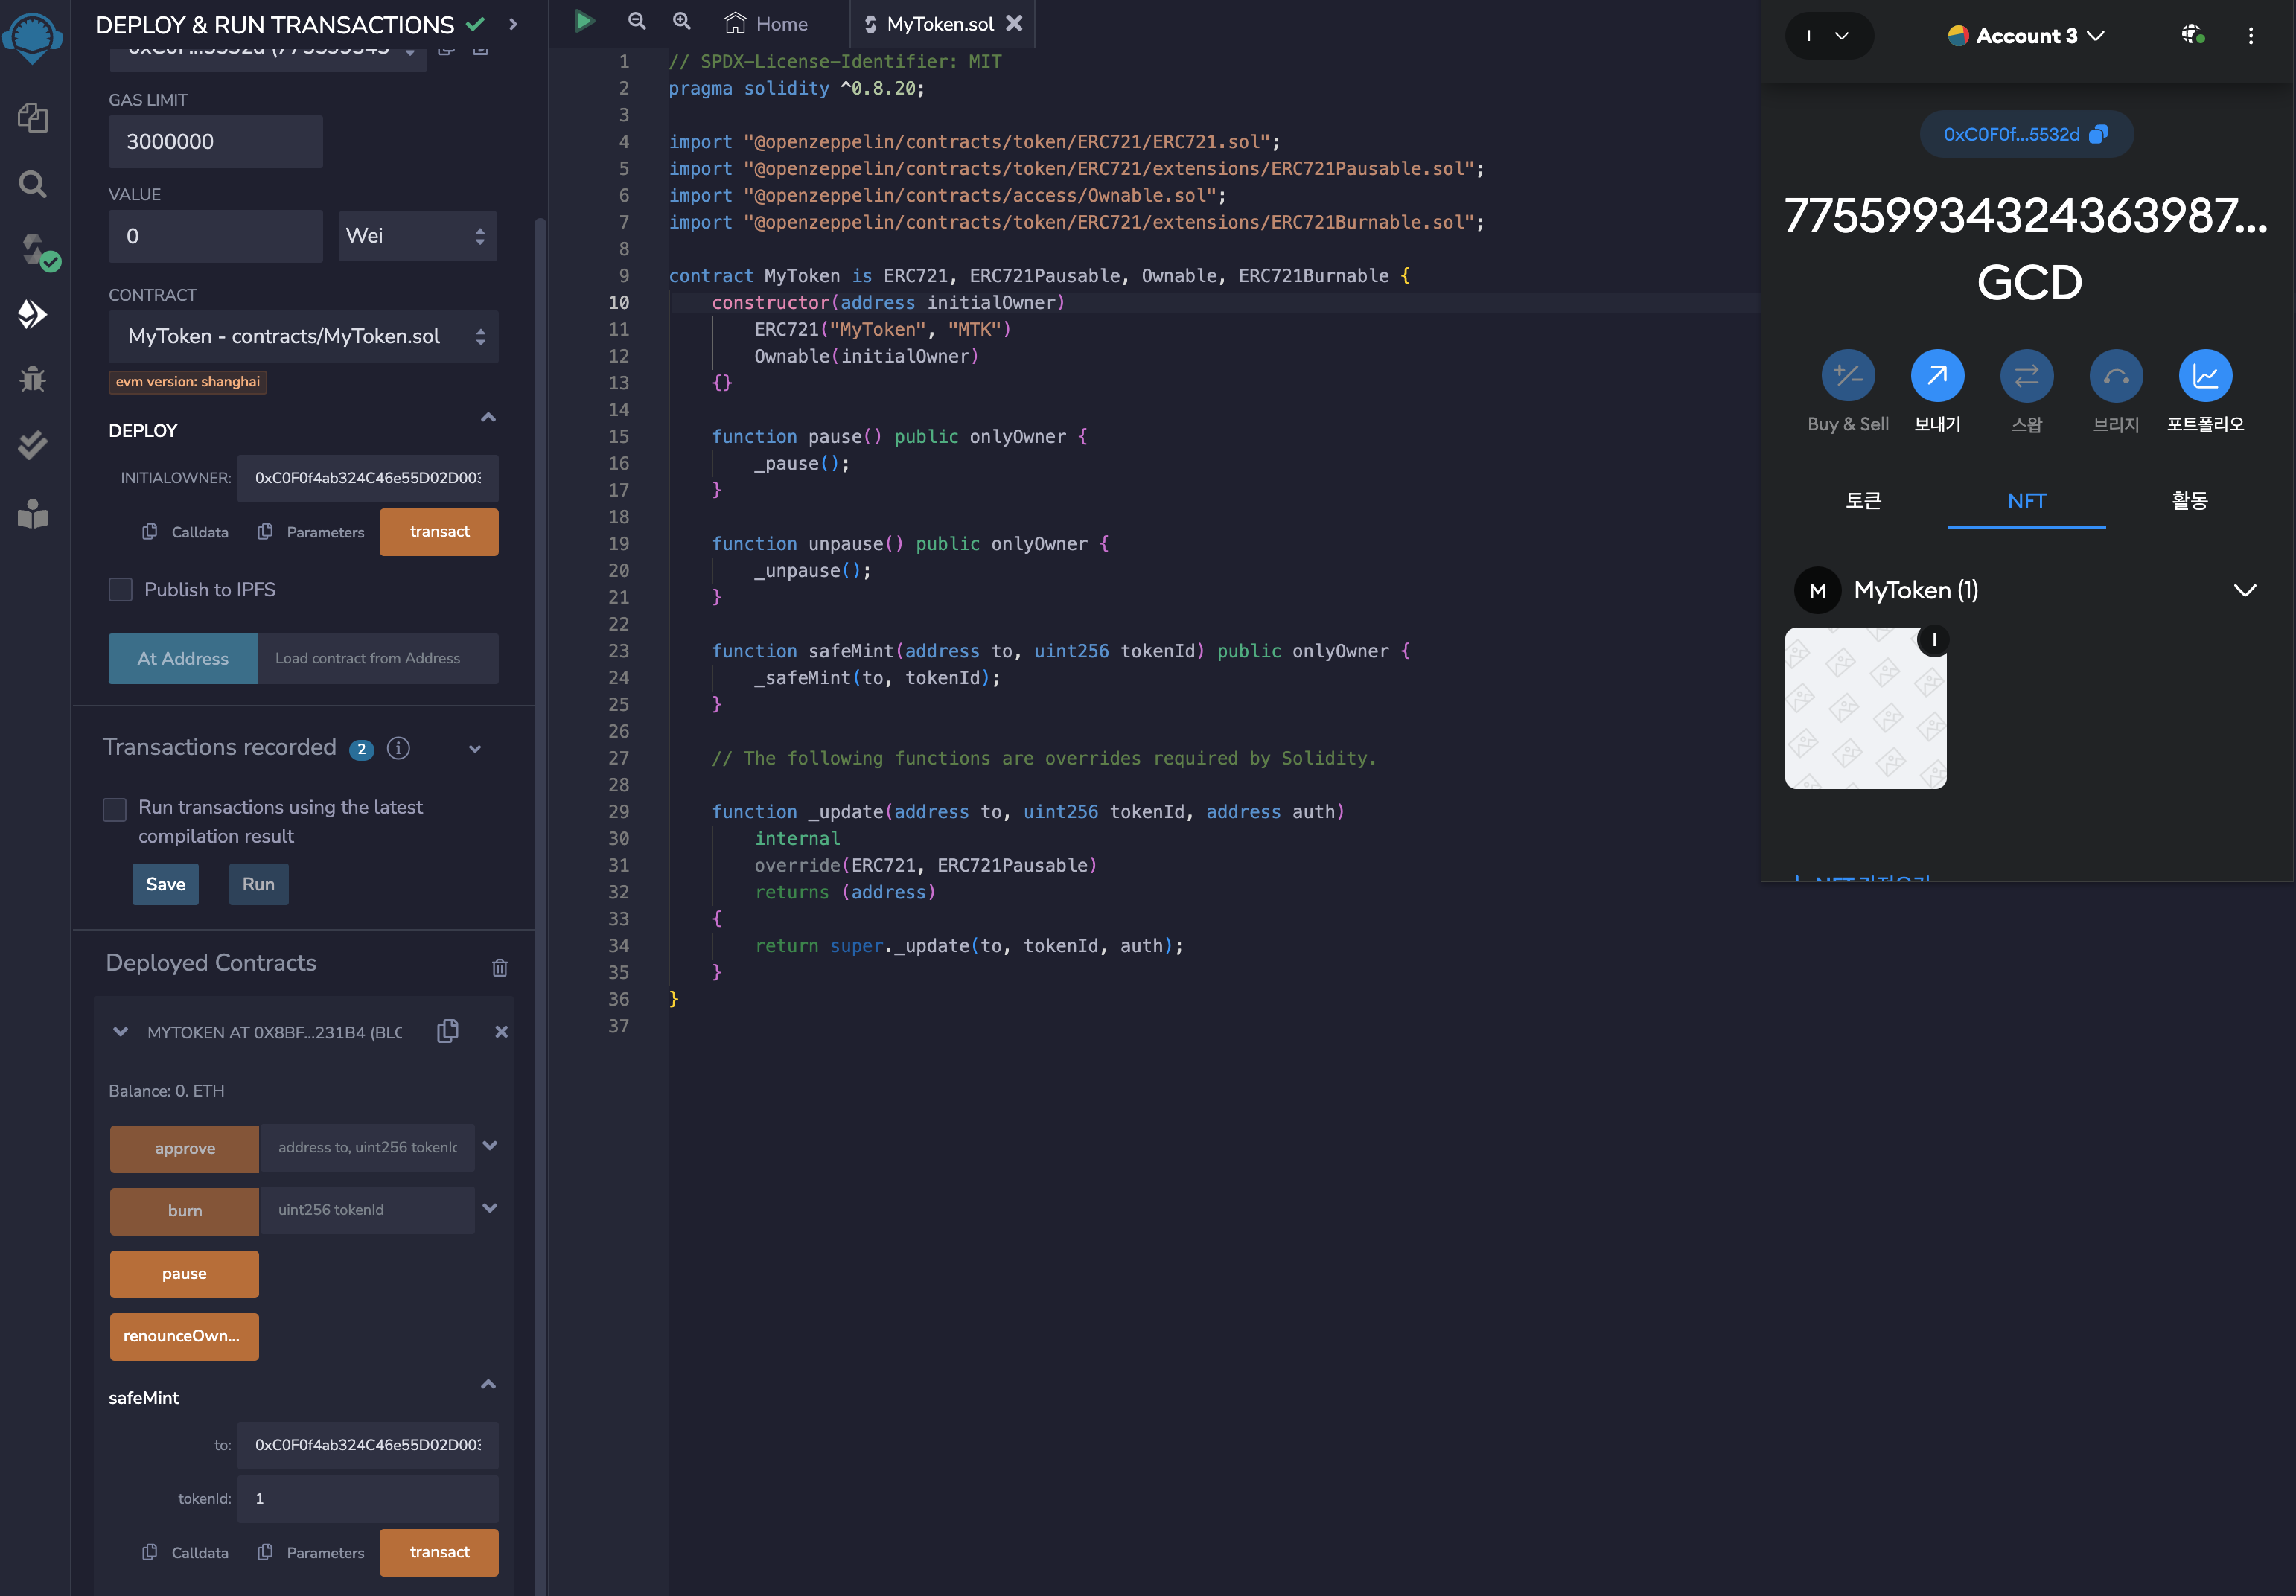 DEPLOY & RUN TRANSACTIONS
GAS LIMIT
3000000
VALUE
0
Wei
CONTRACT
MyToken - contracts/MyToken.sol
evm version: shanghai
DEPLOY
INITIALOWNER: 0xC0F0f4ab324C46e55D02D003
Calldata Parameters transact
Publish to IPFS
At Address Load contract from Address
Transactions recorded 2 i
Run transactions using the latest
compilation result
Save Run
Deployed Contracts
MYTOKEN AT 0X8BF...231B4 (BLO
Balance: 0. ETH
approve address to, uint256 tokenId
burn uint256 tokenId
pause
renounceOwn...
safeMint
to: 0xC0F0f4ab324C46e55D02D003
tokenId: 1
Calldata Parameters transact
Home MyToken.sol
1 // SPDX-License-Identifier: MIT
2 pragma solidity ^0.8.20;
3
4 import "@openzeppelin/contracts/token/ERC721/ERC721.sol";
5 import "@openzeppelin/contracts/token/ERC721/extensions/ERC721Pausable.sol";
6 import "@openzeppelin/contracts/access/Ownable.sol";
7 import "@openzeppelin/contracts/token/ERC721/extensions/ERC721Burnable.sol";
8
9 contract MyToken is ERC721, ERC721Pausable, Ownable, ERC721Burnable {
10 constructor(address initialOwner)
11 ERC721("MyToken", "MTK")
12 Ownable(initialOwner)
13 {}
14
15 function pause() public onlyOwner {
16 _pause();
17 }
18
19 function unpause() public onlyOwner {
20 _unpause();
21 }
22
23 function safeMint(address to, uint256 tokenId) public onlyOwner {
24 _safeMint(to, tokenId);
25 }
26
27 // The following functions are overrides required by Solidity.
28
29 function _update(address to, uint256 tokenId, address auth)
30 internal
31 override(ERC721, ERC721Pausable)
32 returns (address)
33 {
34 return super._update(to, tokenId, auth);
35 }
36 }
37
I Account 3
0xC0F0f...5532d
77559934324363987...
GCD
Buy & Sell 보내기 스왑 브리지 포트폴리오
토큰 NFT 활동
M MyToken (1)
I